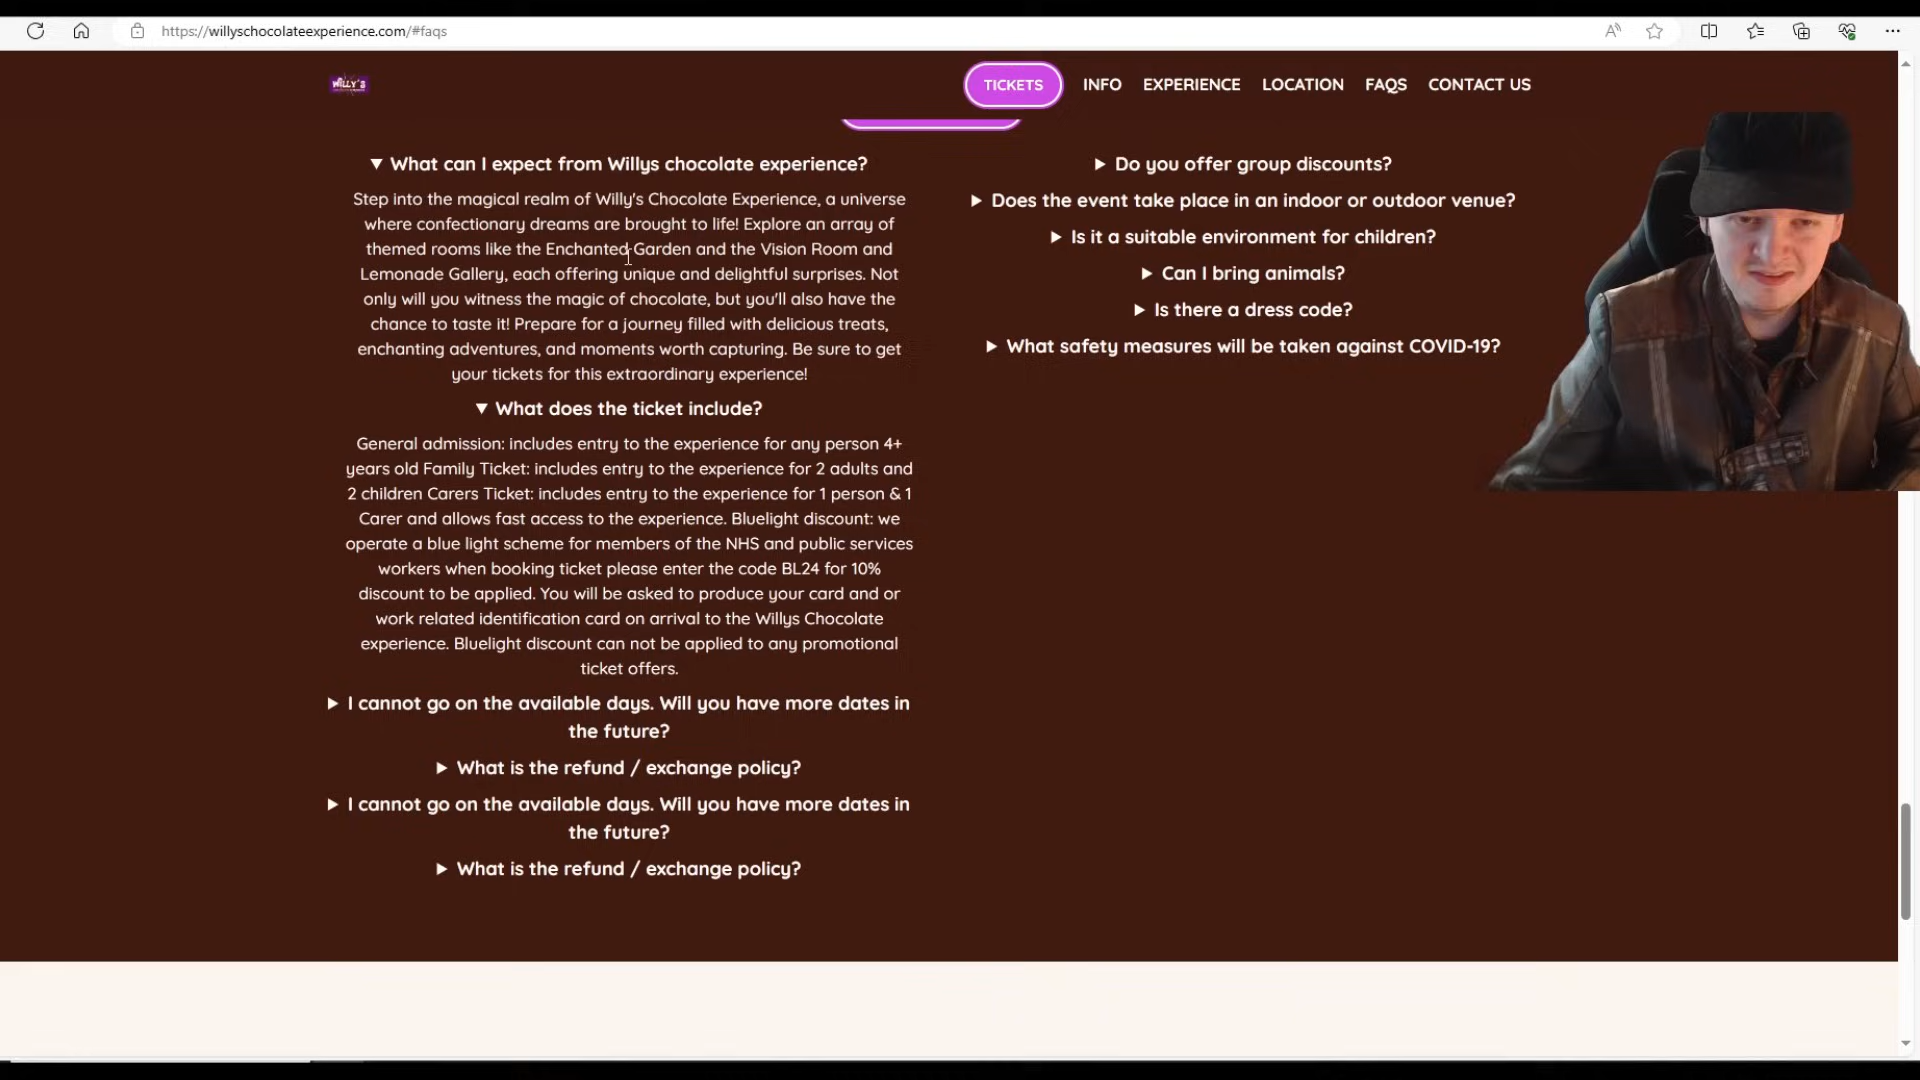 https://willyschocolateexperience.com/#faqs
WILLY'S
TICKETS INFO EXPERIENCE LOCATION FAQS CONTACT US
▼ What can I expect from Willys chocolate experience?
Step into the magical realm of Willy's Chocolate Experience, a universe
where confectionary dreams are brought to life! Explore an array of
themed rooms like the Enchanted Garden and the Vision Room and
Lemonade Gallery, each offering unique and delightful surprises. Not
only will you witness the magic of chocolate, but you'll also have the
chance to taste it! Prepare for a journey filled with delicious treats,
enchanting adventures, and moments worth capturing. Be sure to get
your tickets for this extraordinary experience!
▼ What does the ticket include?
General admission: includes entry to the experience for any person 4+
years old Family Ticket: includes entry to the experience for 2 adults and
2 children Carers Ticket: includes entry to the experience for 1 person & 1
Carer and allows fast access to the experience. Bluelight discount: we
operate a blue light scheme for members of the NHS and public services
workers when booking ticket please enter the code BL24 for 10%
discount to be applied. You will be asked to produce your card and or
work related identification card on arrival to the Willys Chocolate
experience. Bluelight discount can not be applied to any promotional
ticket offers.
▶ I cannot go on the available days. Will you have more dates in
the future?
▶ What is the refund / exchange policy?
▶ I cannot go on the available days. Will you have more dates in
the future?
▶ What is the refund / exchange policy?
▶ Do you offer group discounts?
▶ Does the event take place in an indoor or outdoor venue?
▶ Is it a suitable environment for children?
▶ Can I bring animals?
▶ Is there a dress code?
▶ What safety measures will be taken against COVID-19?